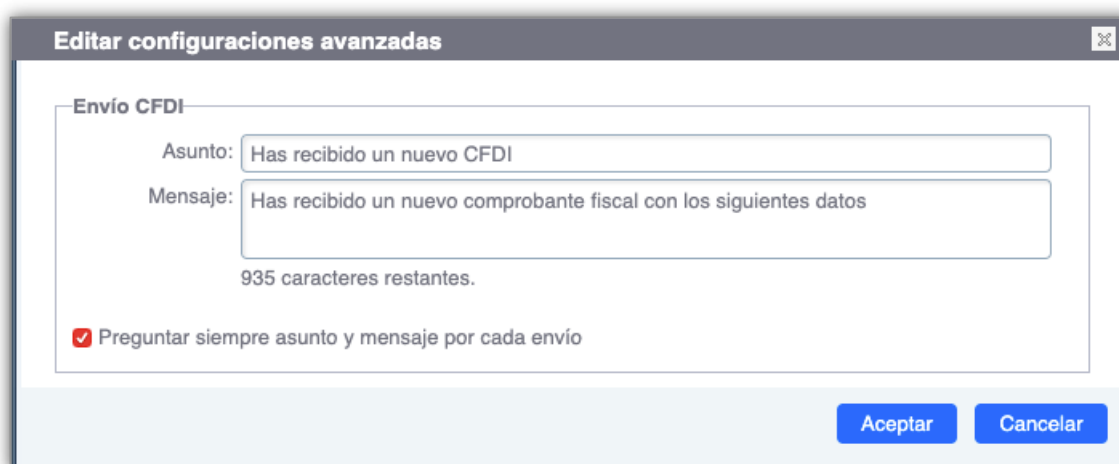 Editar configuraciones avanzadas
Envío CFDI
Asunto: Has recibido un nuevo CFDI
Mensaje: Has recibido un nuevo comprobante fiscal con los siguientes datos
935 caracteres restantes.
Preguntar siempre asunto y mensaje por cada envío
Aceptar Cancelar